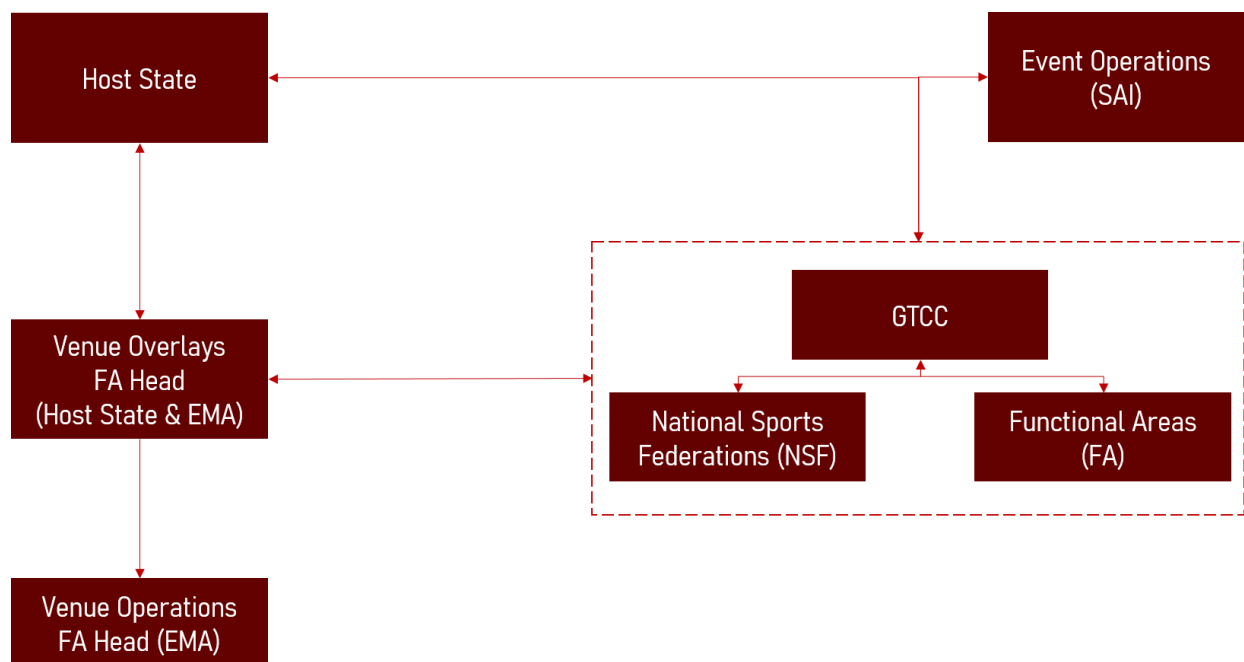 Host State
Event Operations
(SAI)
GTCC
Venue Overlays
FA Head
(Host State & EMA)
National Sports
Federations (NSF)
Functional Areas
(FA)
Venue Operations
FA Head (EMA)